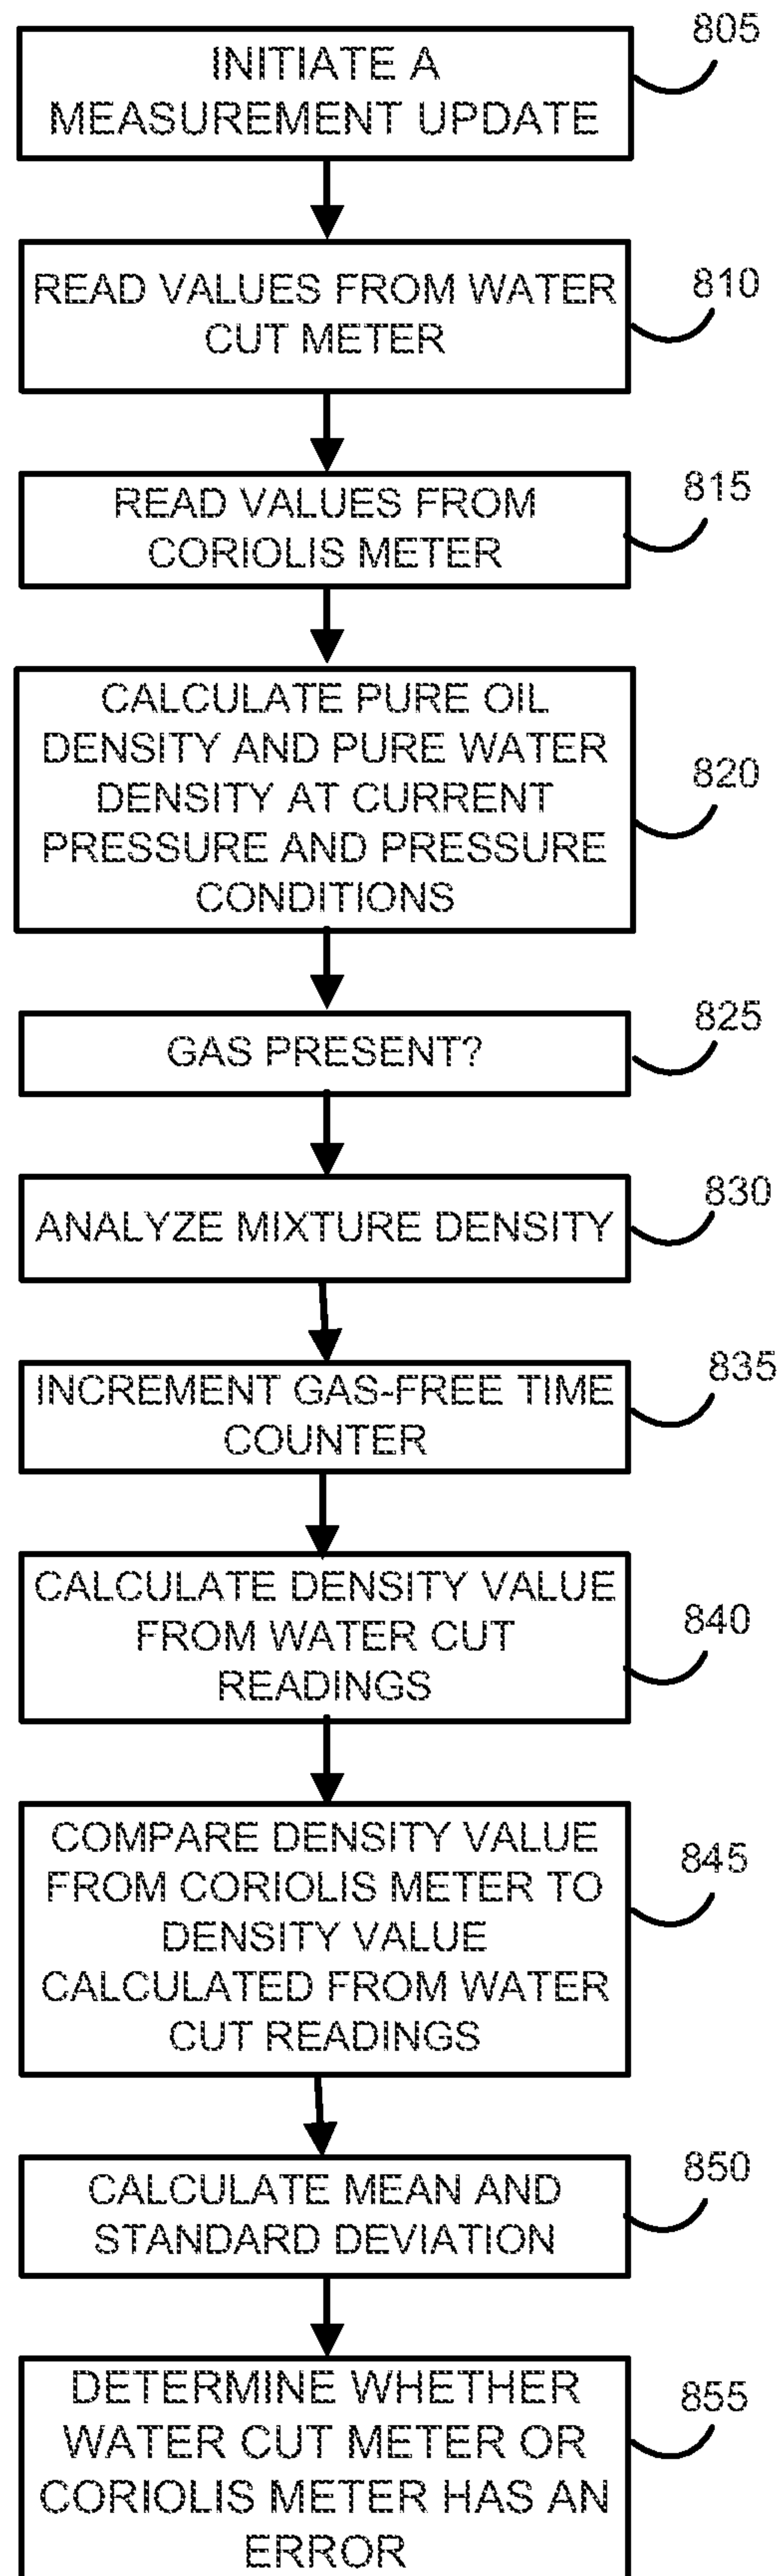 805
INITIATE A
MEASUREMENT UPDATE
810
READ VALUES FROM WATER
CUT METER
815
READ VALUES FROM
CORIOLIS METER
820
CALCULATE PURE OIL
DENSITY AND PURE WATER
DENSITY AT CURRENT
PRESSURE AND PRESSURE
CONDITIONS
825
GAS PRESENT?
830
ANALYZE MIXTURE DENSITY
835
INCREMENT GAS-FREE TIME
COUNTER
840
CALCULATE DENSITY VALUE
FROM WATER CUT
READINGS
845
COMPARE DENSITY VALUE
FROM CORIOLIS METER TO
DENSITY VALUE
CALCULATED FROM WATER
CUT READINGS
850
CALCULATE MEAN AND
STANDARD DEVIATION
855
DETERMINE WHETHER
WATER CUT METER OR
CORIOLIS METER HAS AN
ERROR